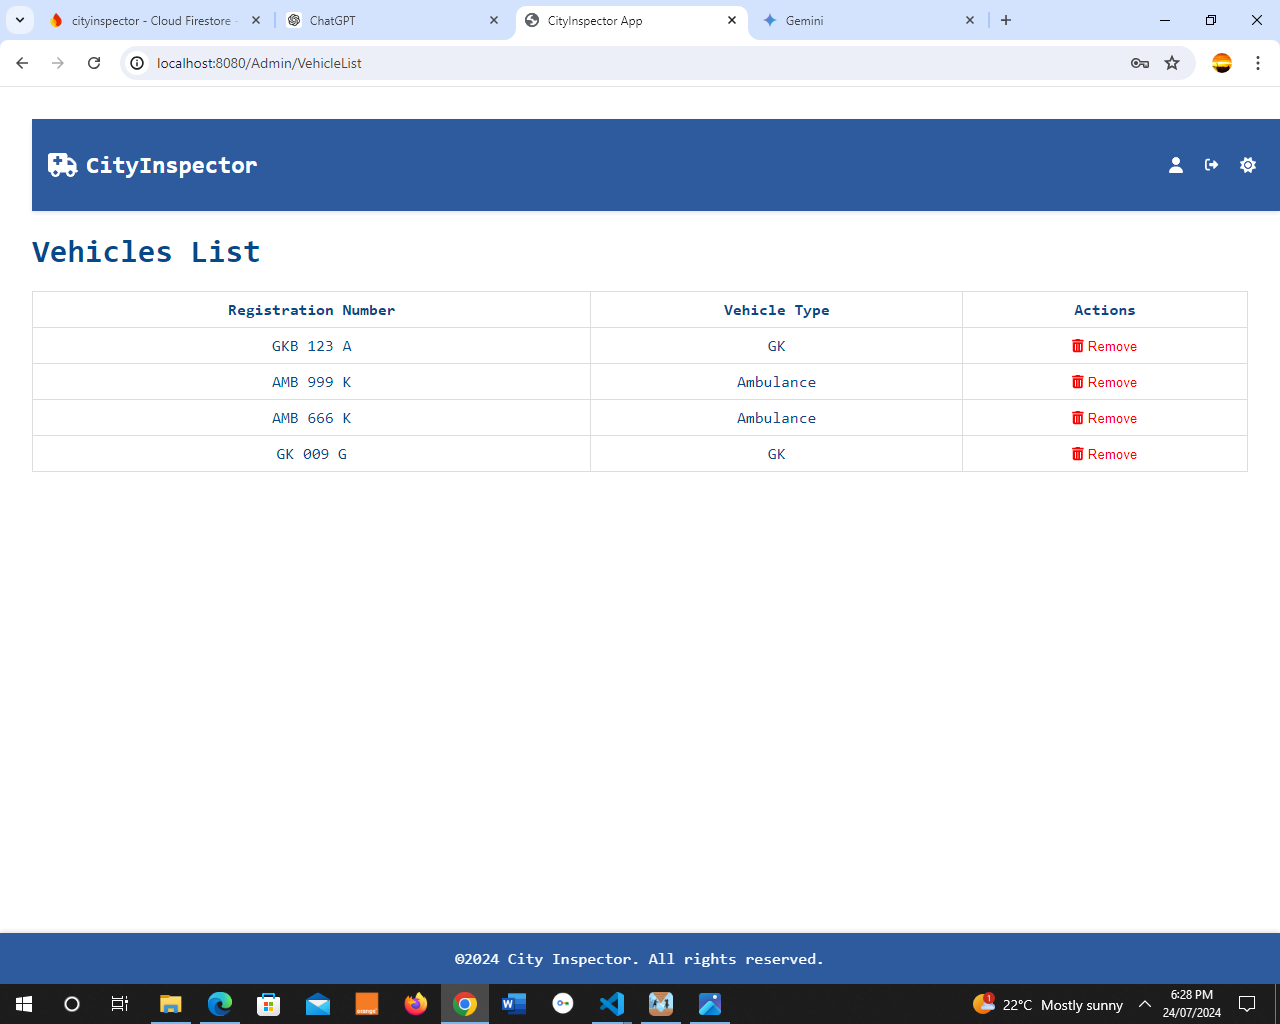 cityinspector - Cloud Firestore -
ChatGPT
CityInspector App
Gemini
localhost:8080/Admin/VehicleList
CityInspector
Vehicles List
Registration Number Vehicle Type Actions
GKB 123 A GK Remove
AMB 999 K Ambulance Remove
AMB 666 K Ambulance Remove
GK 009 G GK Remove
©2024 City Inspector. All rights reserved.
orange
W
1
22°C Mostly sunny
6:28 PM
24/07/2024